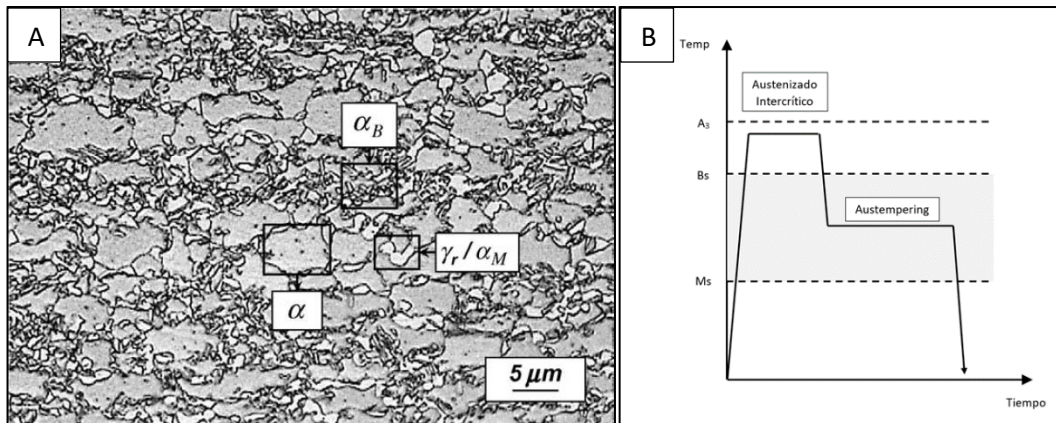 A
α_B
γ_r/α_M
α
5 μm
B
Temp
Austenizado
Intercrítico
A₃
Bs
Austempering
Ms
Tiempo